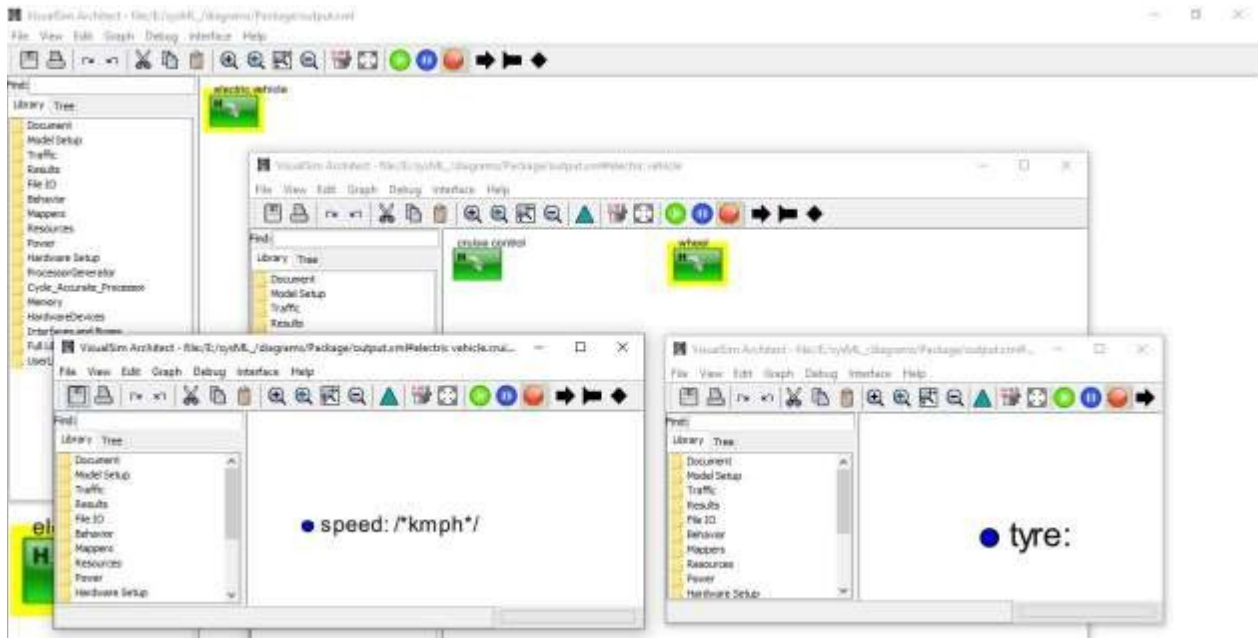 VisualSim Architect - file:/E:/sysML_/diagrams/Package/output.xml
File View Edit Graph Debug Interface Help
Find:
Library Tree
Document
Model Setup
Traffic
Results
File IO
Behavior
Mappers
Resources
Power
Hardware Setup
ProcessorGenerator
Cycle_Accurate_Processor
Memory
HardwareDevices
Interfaces and Buses
electric vehicle
H
VisualSim Architect - file:/E:/sysML_/diagrams/Package/output.xml#electric vehicle
File View Edit Graph Debug Interface Help
Find:
Library Tree
Document
Model Setup
Traffic
Results
cruise control
H
wheel
H
VisualSim Architect - file:/E:/sysML_/diagrams/Package/output.xml#electric vehicle.crui...
File View Edit Graph Debug Interface Help
Find:
Library Tree
Document
Model Setup
Traffic
Results
File IO
Behavior
Mappers
Resources
Power
Hardware Setup
speed: /*kmph*/
VisualSim Architect - file:/E:/sysML_/diagrams/Package/output.xml#...
File View Edit Graph Debug Interface Help
Find:
Library Tree
Document
Model Setup
Traffic
Results
File IO
Behavior
Mappers
Resources
Power
Hardware Setup
tyre:
H